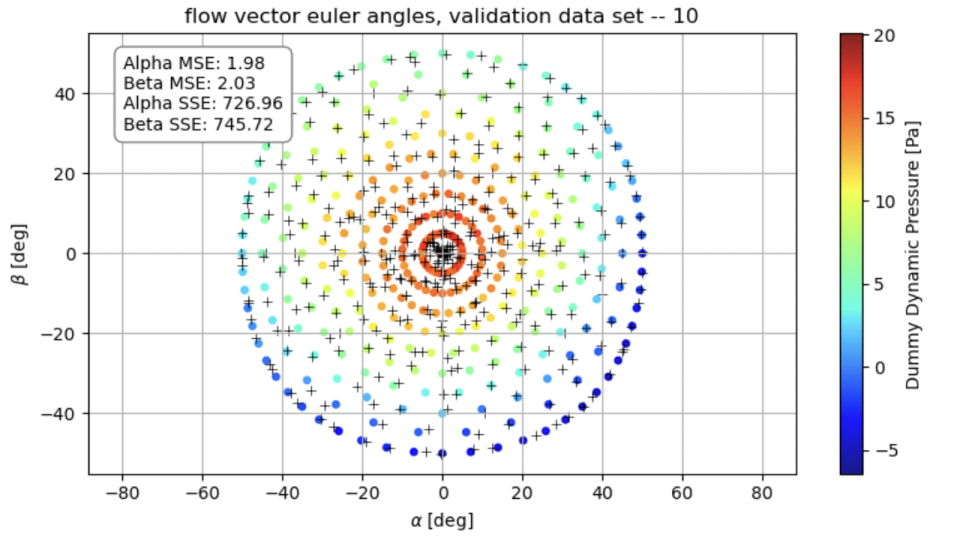 flow vector euler angles, validation data set -- 10
Alpha MSE: 1.98
Beta MSE: 2.03
Alpha SSE: 726.96
Beta SSE: 745.72
40
20
0
−20
−40
β [deg]
−80 −60 −40 −20 0 20 40 60 80
α [deg]
20
15
10
5
0
−5
Dummy Dynamic Pressure [Pa]